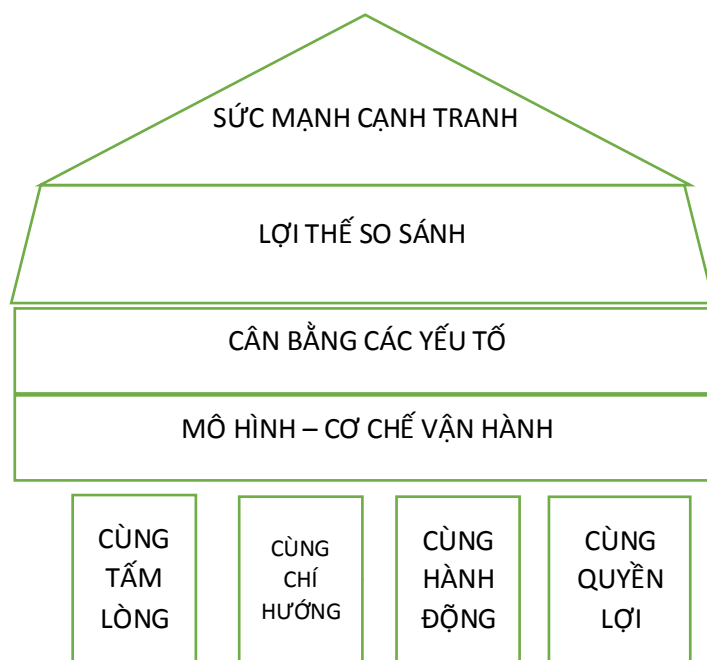 SỨC MẠNH CẠNH TRANH
LỢI THẾ SO SÁNH
CÂN BẰNG CÁC YẾU TỐ
MÔ HÌNH – CƠ CHẾ VẬN HÀNH
CÙNG
TẤM
LÒNG
CÙNG
CHÍ
HƯỚNG
CÙNG
HÀNH
ĐỘNG
CÙNG
QUYỀN
LỢI